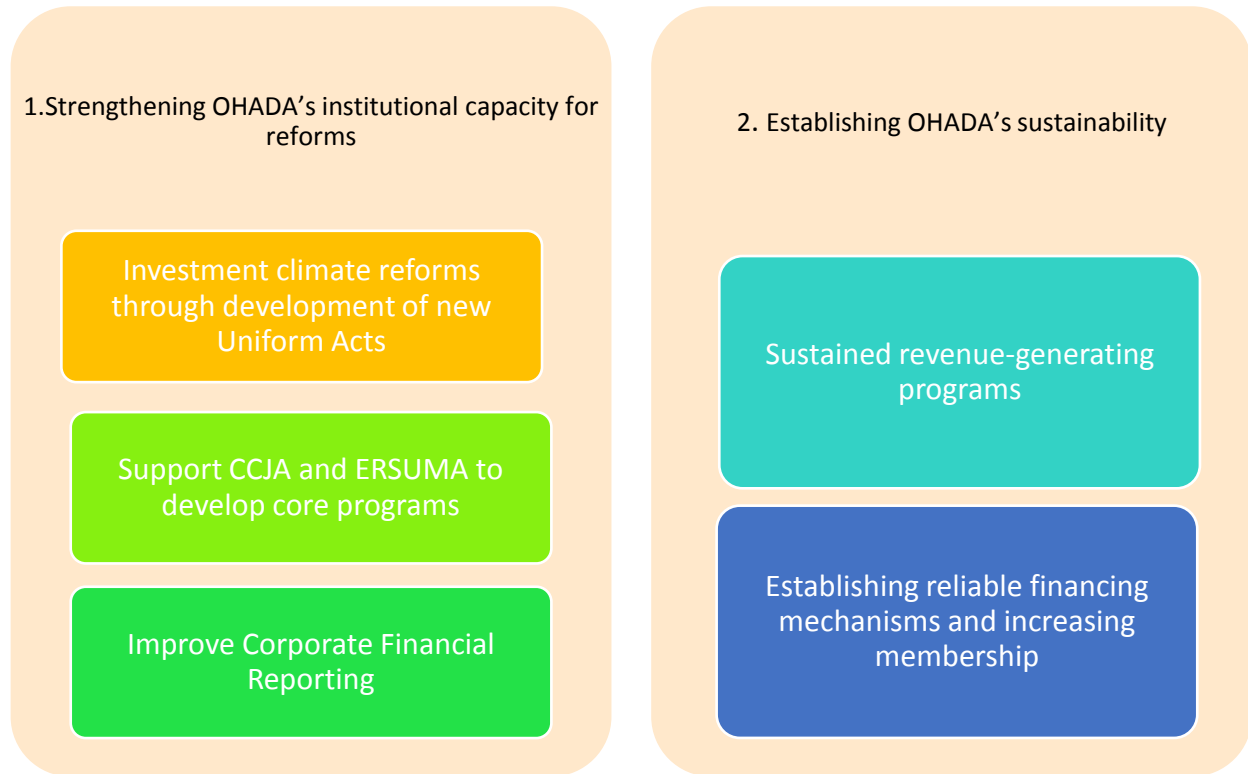 1.Strengthening OHADA’s institutional capacity for
reforms
Investment climate reforms
through development of new
Uniform Acts
Support CCJA and ERSUMA to
develop core programs
Improve Corporate Financial
Reporting
2. Establishing OHADA’s sustainability
Sustained revenue-generating
programs
Establishing reliable financing
mechanisms and increasing
membership